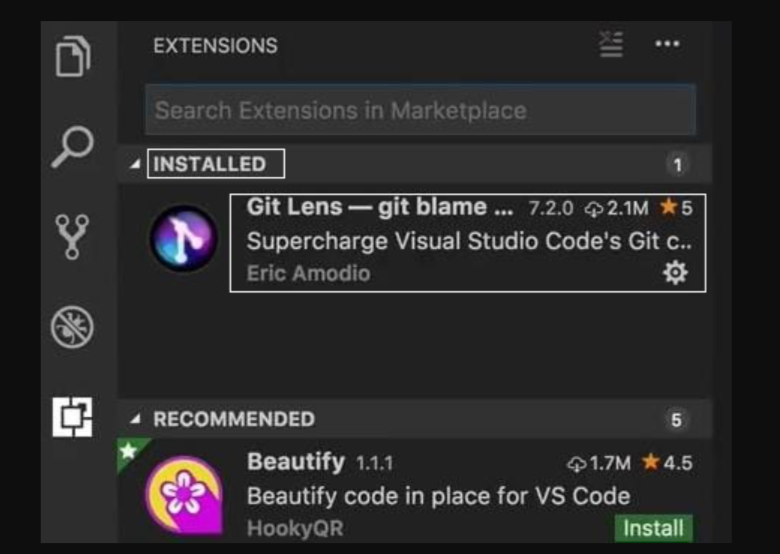 EXTENSIONS
Search Extensions in Marketplace
INSTALLED 1
Git Lens — git blame ... 7.2.0 2.1M 5
Supercharge Visual Studio Code's Git c..
Eric Amodio
RECOMMENDED 5
Beautify 1.1.1 1.7M 4.5
Beautify code in place for VS Code
HookyQR Install